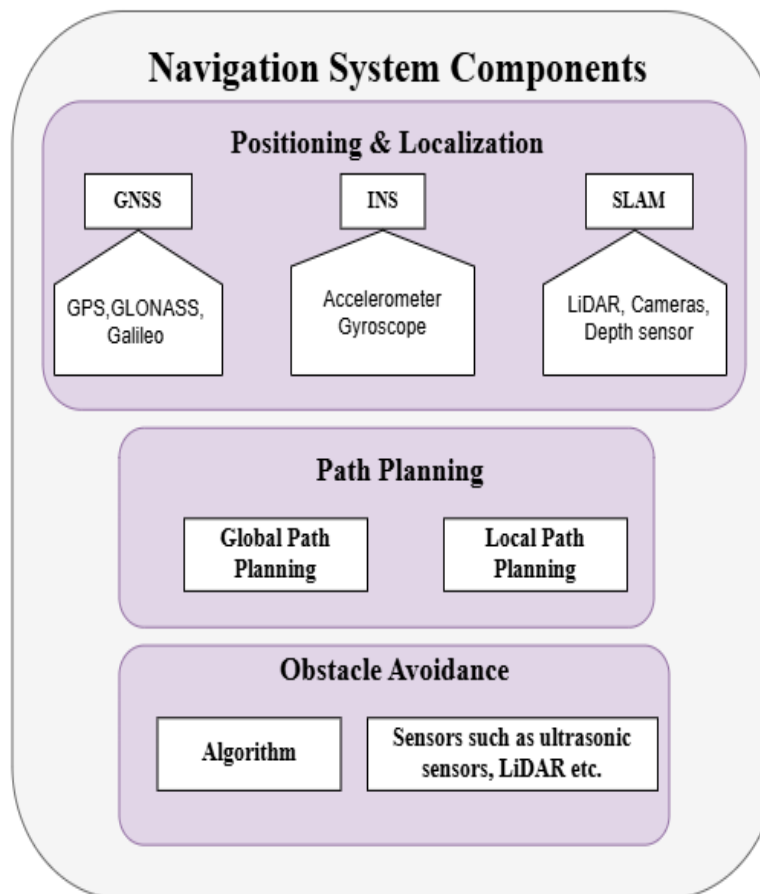 Navigation System Components
Positioning & Localization
GNSS
INS
SLAM
GPS,GLONASS,
Galileo
Accelerometer
Gyroscope
LiDAR, Cameras,
Depth sensor
Path Planning
Global Path
Planning
Local Path
Planning
Obstacle Avoidance
Algorithm
Sensors such as ultrasonic
sensors, LiDAR etc.